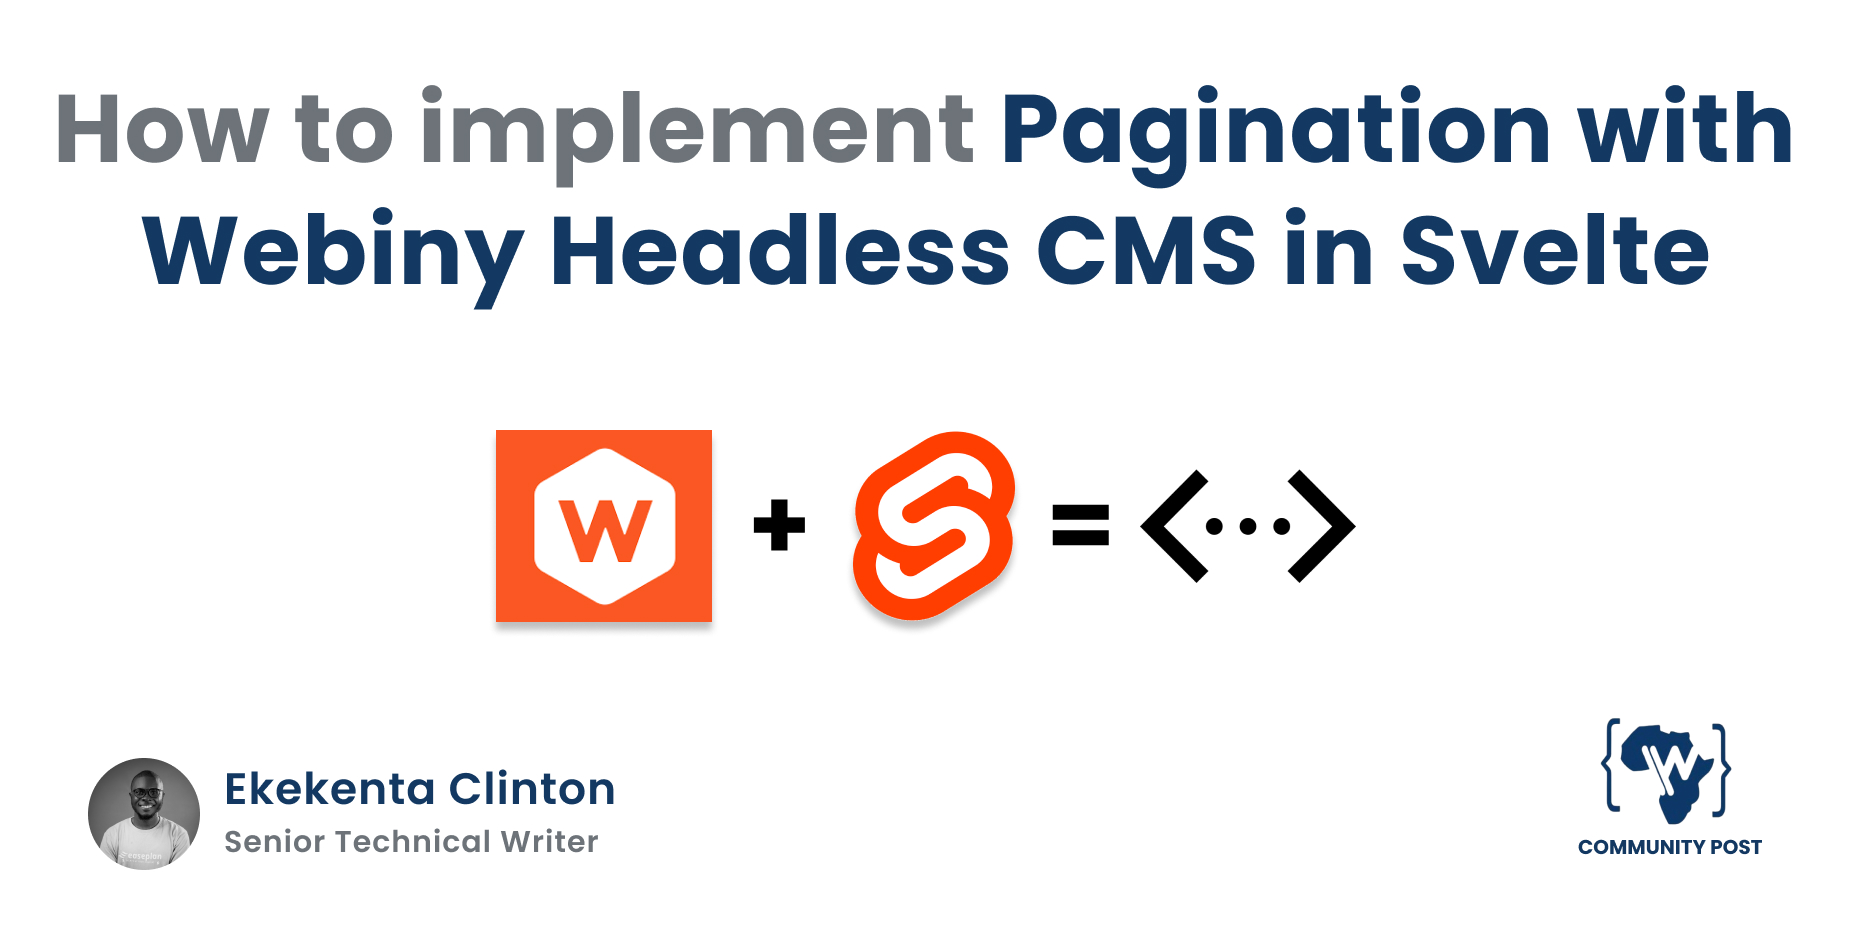 How to implement Pagination with
Webiny Headless CMS in Svelte
W + S = <···>
Ekekenta Clinton
Senior Technical Writer
W
COMMUNITY POST